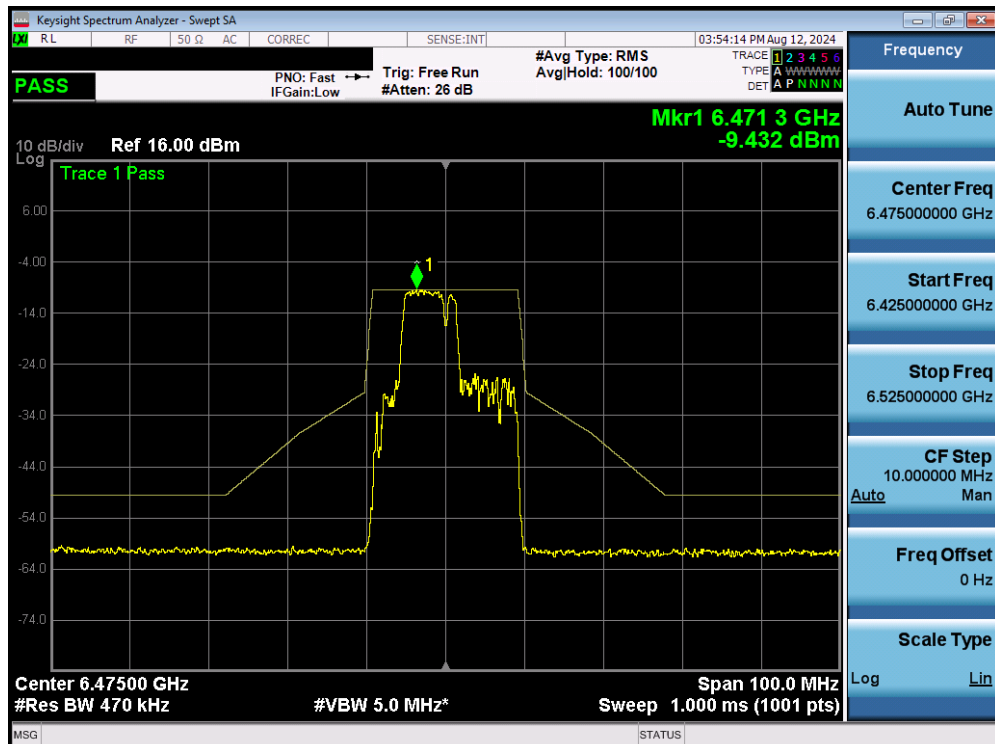 Keysight Spectrum Analyzer - Swept SA
LXI RL RF 50 Ω AC CORREC SENSE:INT 03:54:14 PM Aug 12, 2024
PASS
PNO: Fast
IFGain:Low
Trig: Free Run
#Atten: 26 dB
#Avg Type: RMS
Avg|Hold: 100/100
TRACE 1 2 3 4 5 6
TYPE A WWWWW
DET A P N N N N
Mkr1 6.471 3 GHz
-9.432 dBm
10 dB/div Ref 16.00 dBm
Log
Trace 1 Pass
6.00
-4.00
1
-14.0
-24.0
-34.0
-44.0
-54.0
-64.0
-74.0
Center 6.47500 GHz Span 100.0 MHz
#Res BW 470 kHz #VBW 5.0 MHz* Sweep 1.000 ms (1001 pts)
MSG STATUS
Frequency
Auto Tune
Center Freq
6.475000000 GHz
Start Freq
6.425000000 GHz
Stop Freq
6.525000000 GHz
CF Step
10.000000 MHz
Auto Man
Freq Offset
0 Hz
Scale Type
Log Lin